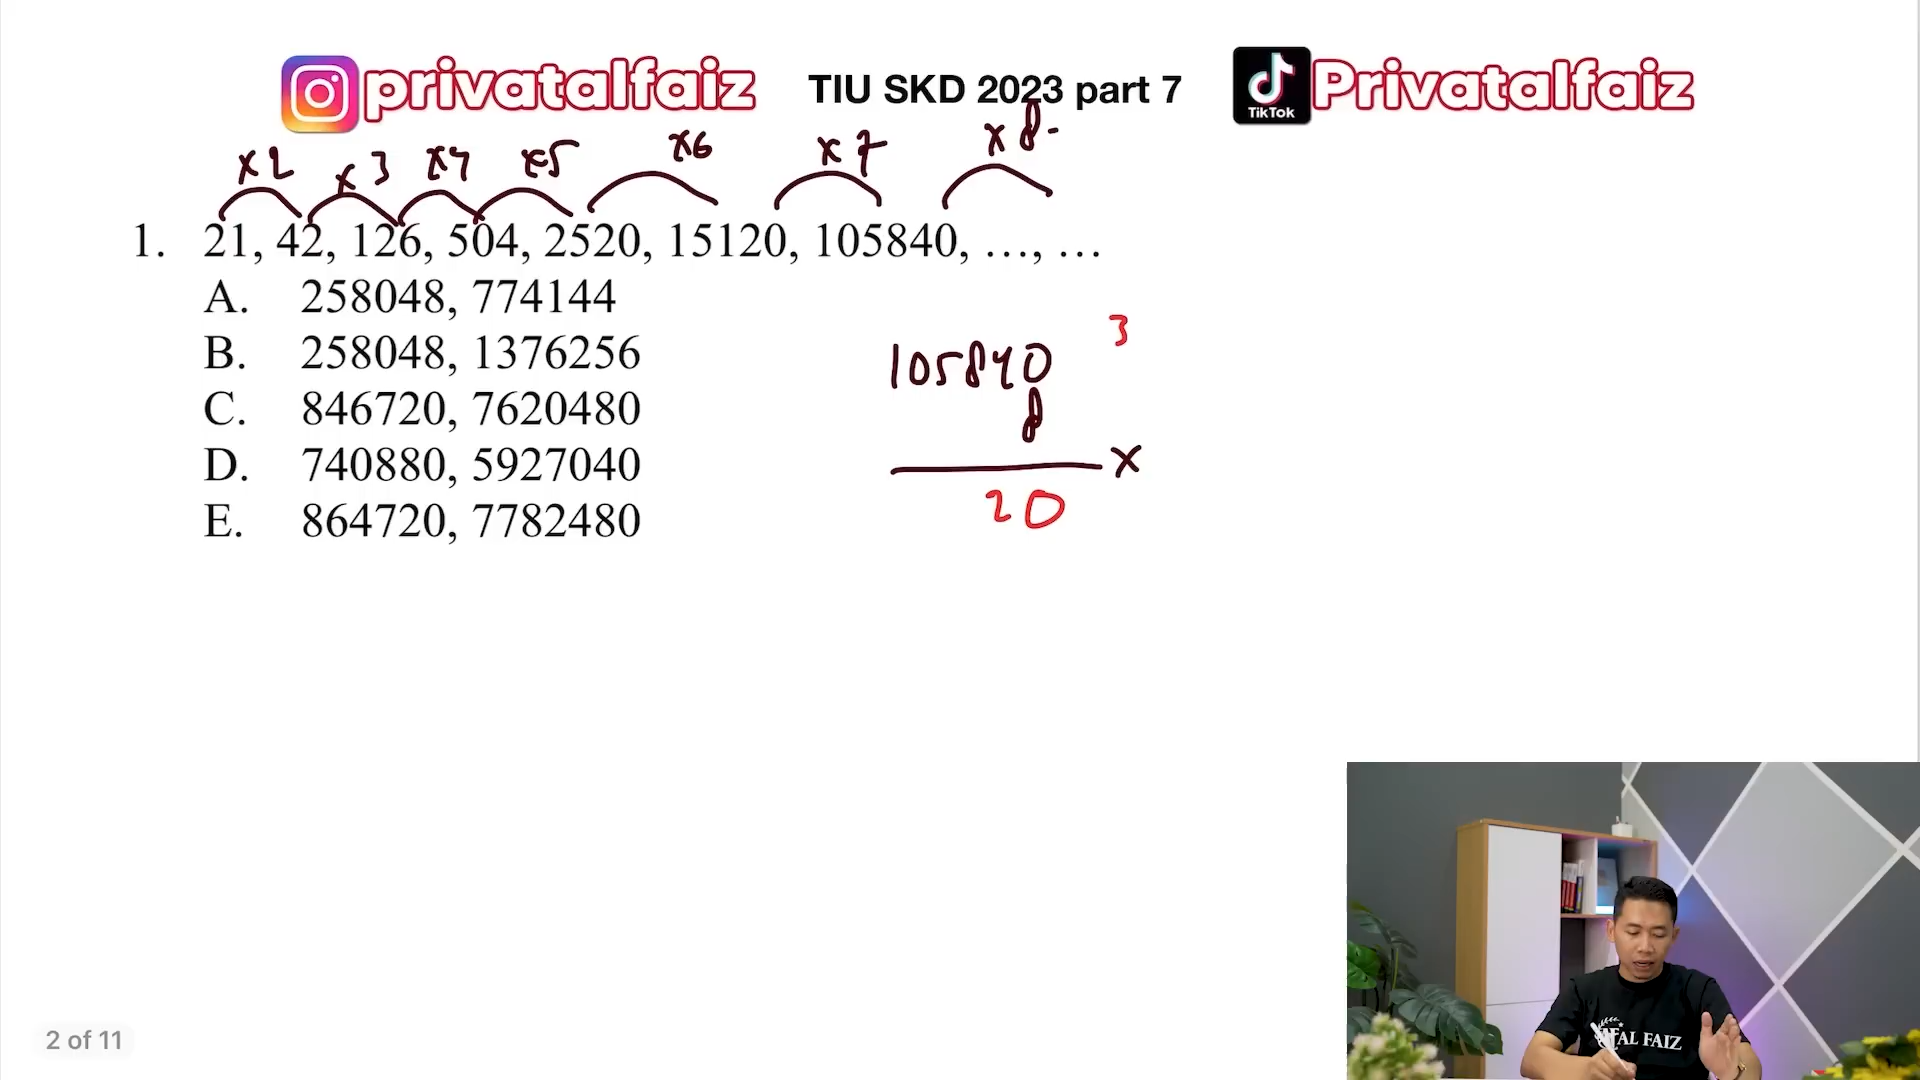 privatalfaiz TIU SKD 2023 part 7 TikTok Privatalfaiz
x2 x3 x4 x5 x6 x7 x8
1. 21, 42, 126, 504, 2520, 15120, 105840, …, …
A. 258048, 774144
B. 258048, 1376256
C. 846720, 7620480
D. 740880, 5927040
E. 864720, 7782480
3
105840
8
x
20
AL FAIZ
2 of 11